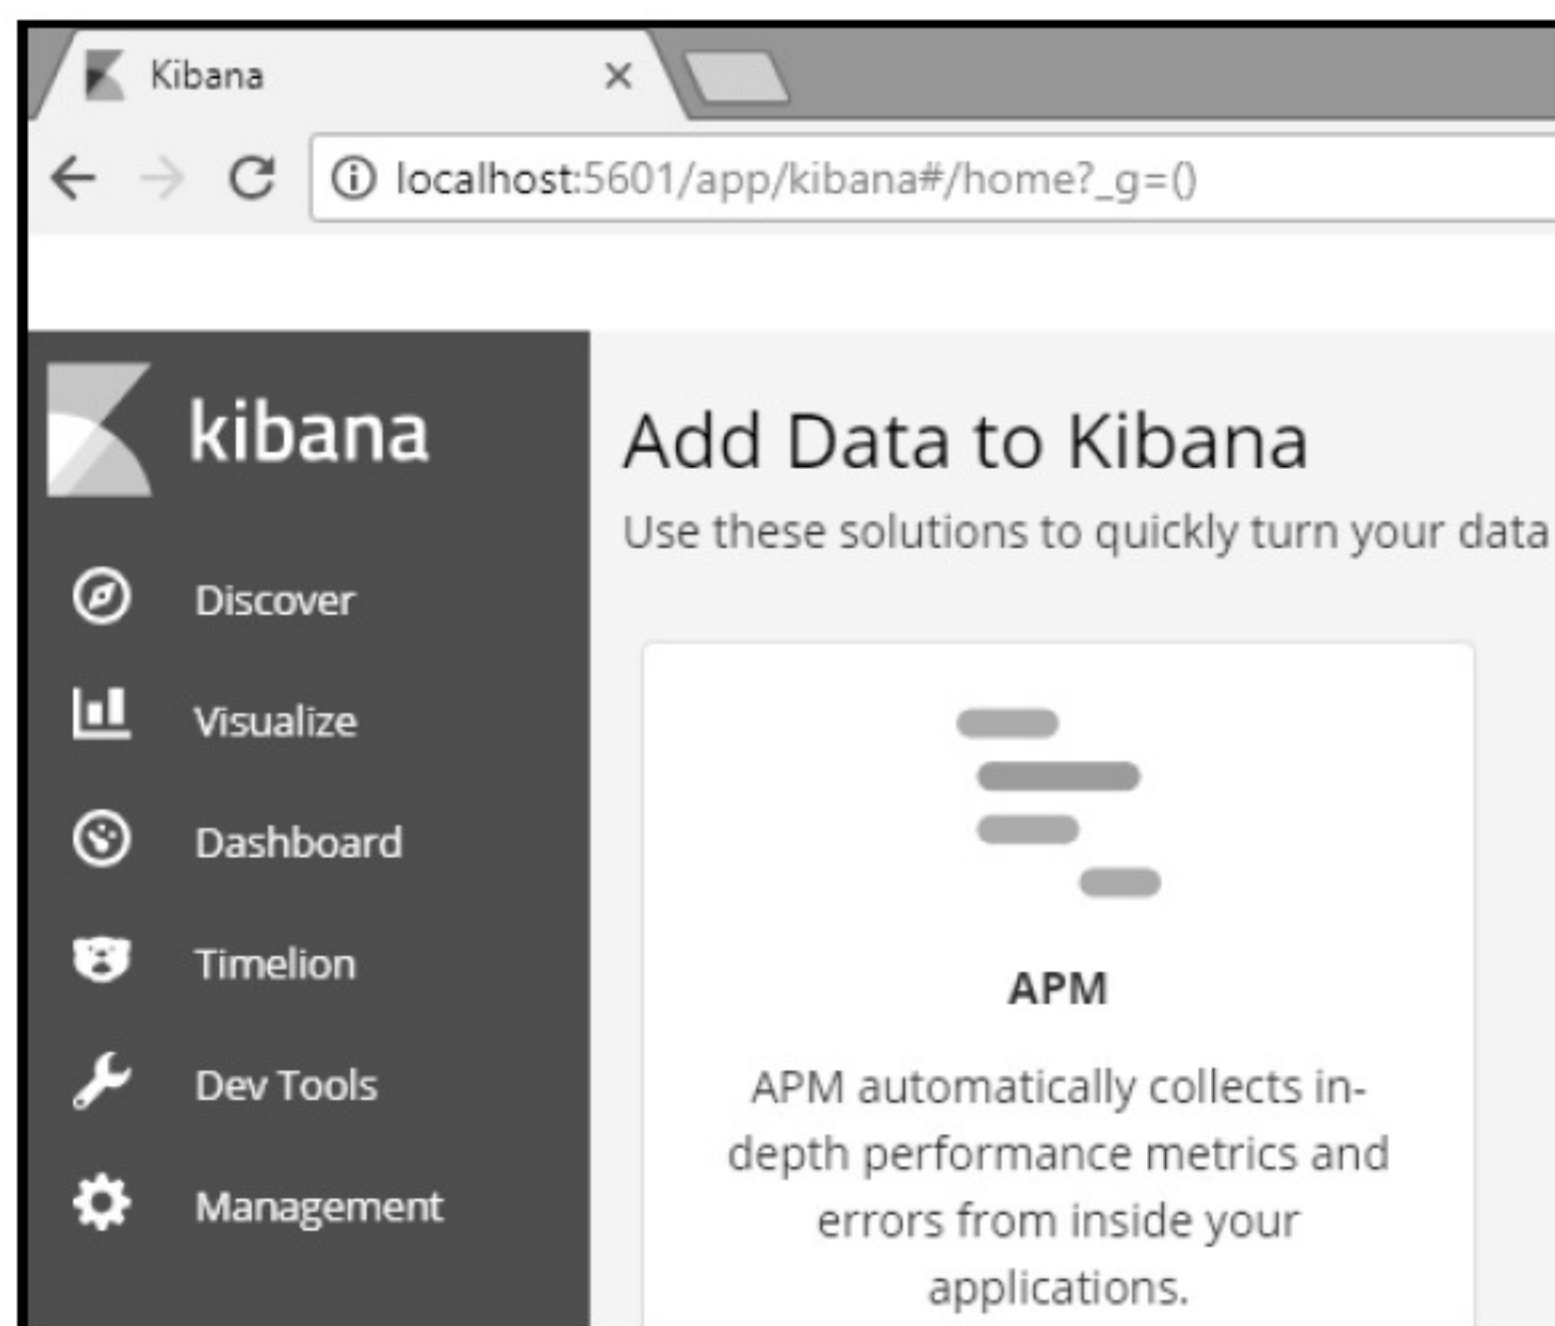 Kibana
localhost:5601/app/kibana#/home?_g=()
kibana
Discover
Visualize
Dashboard
Timelion
Dev Tools
Management
Add Data to Kibana
Use these solutions to quickly turn your data
APM
APM automatically collects in-
depth performance metrics and
errors from inside your
applications.